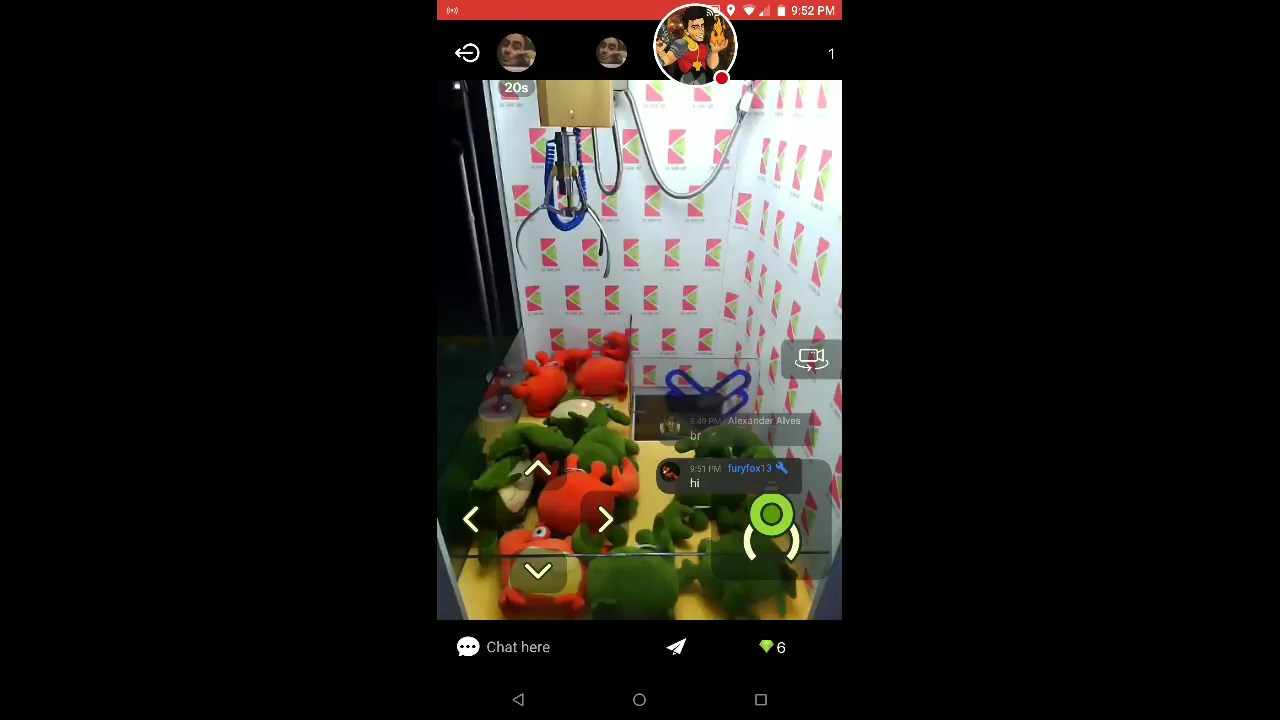 9:52 PM
1
20s
9:49 PM Alexander Alves
br
9:51 PM furyfox13
hi
Chat here
6